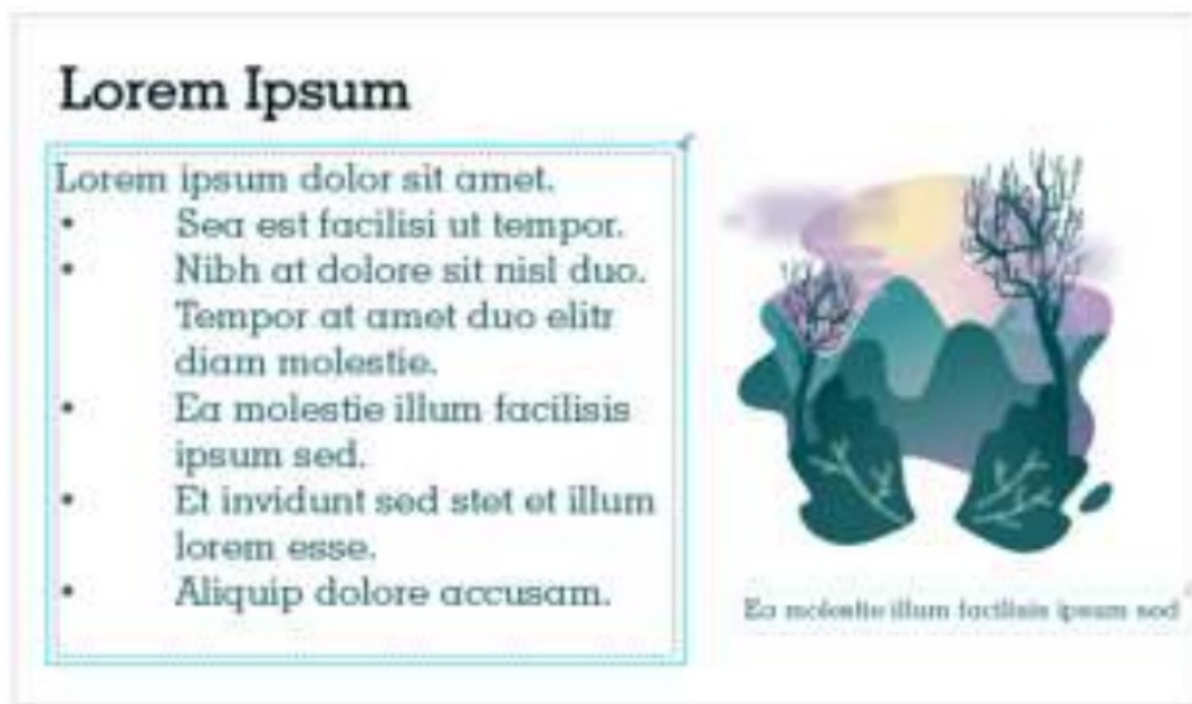 Lorem Ipsum
Lorem ipsum dolor sit amet.
• Sea est facilisi ut tempor.
• Nibh at dolore sit nisl duo.
Tempor at amet duo elitr
diam molestie.
• Ea molestie illum facilisis
ipsum sed.
• Et invidunt sed stet et illum
lorem esse.
• Aliquip dolore accusam.
Ea molestie illum facilisis ipsum sed